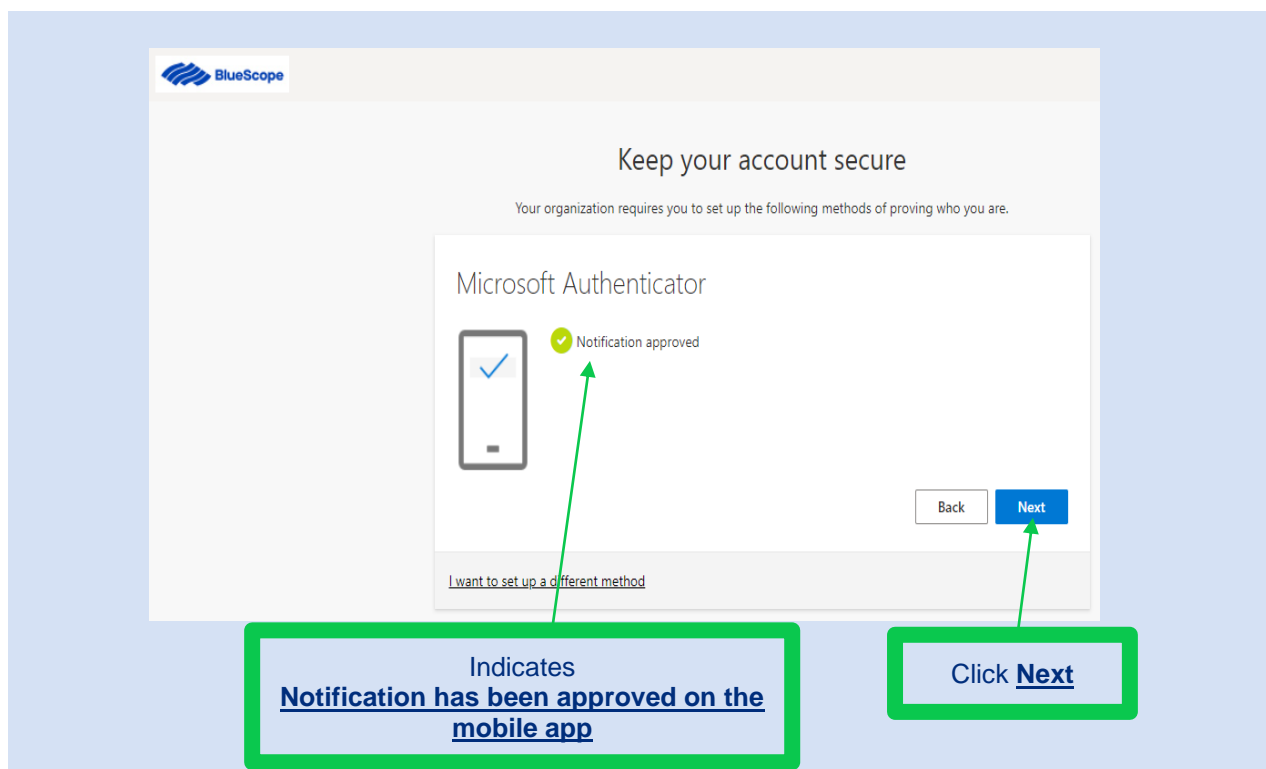 BlueScope
Keep your account secure
Your organization requires you to set up the following methods of proving who you are.
Microsoft Authenticator
Notification approved
Back
Next
I want to set up a different method
Indicates
Notification has been approved on the
mobile app
Click Next